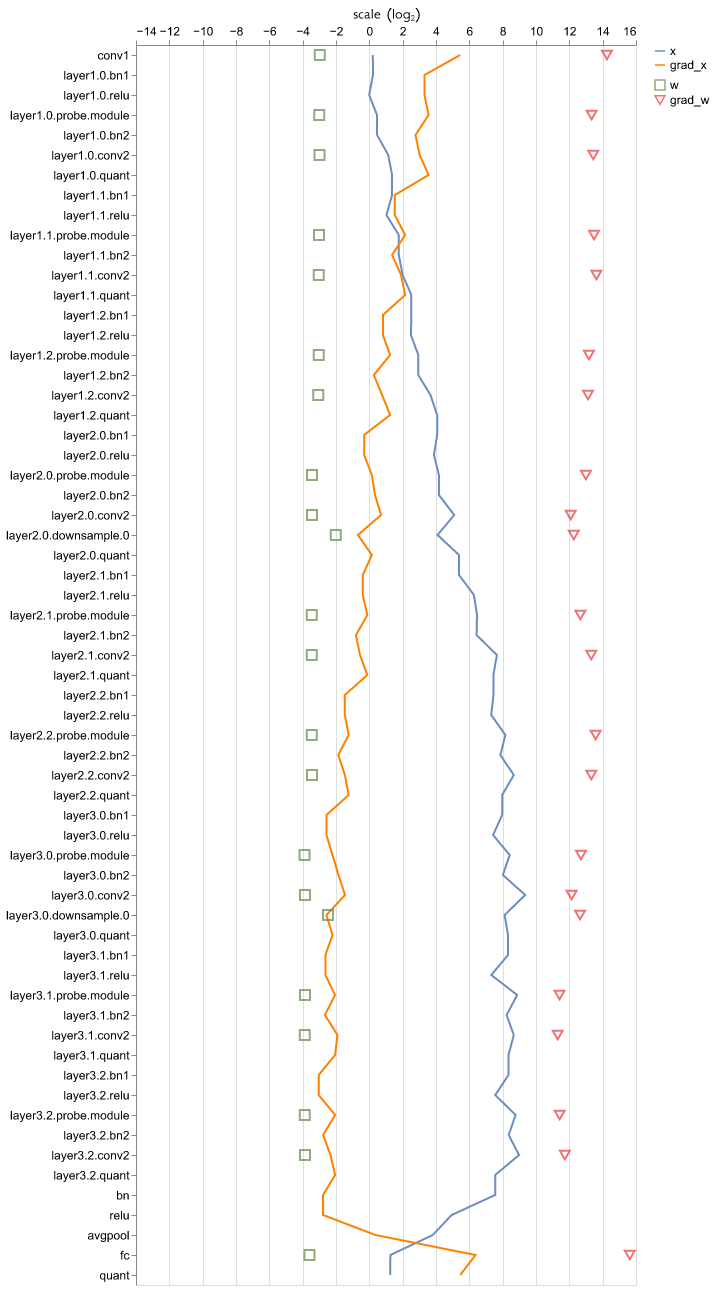 scale (log₂)
−14 −12 −10 −8 −6 −4 −2 0 2 4 6 8 10 12 14 16
x
grad_x
w
grad_w
conv1
layer1.0.bn1
layer1.0.relu
layer1.0.probe.module
layer1.0.bn2
layer1.0.conv2
layer1.0.quant
layer1.1.bn1
layer1.1.relu
layer1.1.probe.module
layer1.1.bn2
layer1.1.conv2
layer1.1.quant
layer1.2.bn1
layer1.2.relu
layer1.2.probe.module
layer1.2.bn2
layer1.2.conv2
layer1.2.quant
layer2.0.bn1
layer2.0.relu
layer2.0.probe.module
layer2.0.bn2
layer2.0.conv2
layer2.0.downsample.0
layer2.0.quant
layer2.1.bn1
layer2.1.relu
layer2.1.probe.module
layer2.1.bn2
layer2.1.conv2
layer2.1.quant
layer2.2.bn1
layer2.2.relu
layer2.2.probe.module
layer2.2.bn2
layer2.2.conv2
layer2.2.quant
layer3.0.bn1
layer3.0.relu
layer3.0.probe.module
layer3.0.bn2
layer3.0.conv2
layer3.0.downsample.0
layer3.0.quant
layer3.1.bn1
layer3.1.relu
layer3.1.probe.module
layer3.1.bn2
layer3.1.conv2
layer3.1.quant
layer3.2.bn1
layer3.2.relu
layer3.2.probe.module
layer3.2.bn2
layer3.2.conv2
layer3.2.quant
bn
relu
avgpool
fc
quant